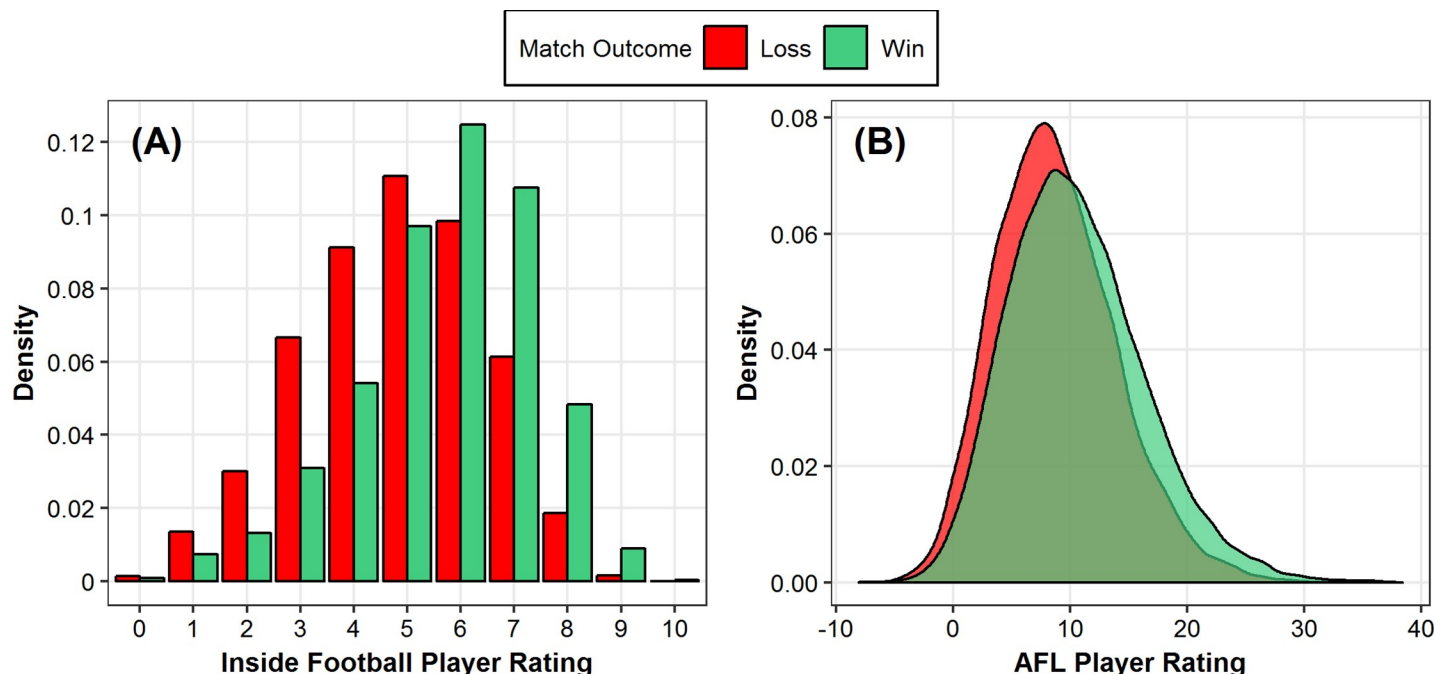 Match Outcome Loss Win
(A)
Density
0.12
0.1
0.08
0.06
0.04
0.02
0
0 1 2 3 4 5 6 7 8 9 10
Inside Football Player Rating
(B)
Density
0.08
0.06
0.04
0.02
0.00
-10 0 10 20 30 40
AFL Player Rating